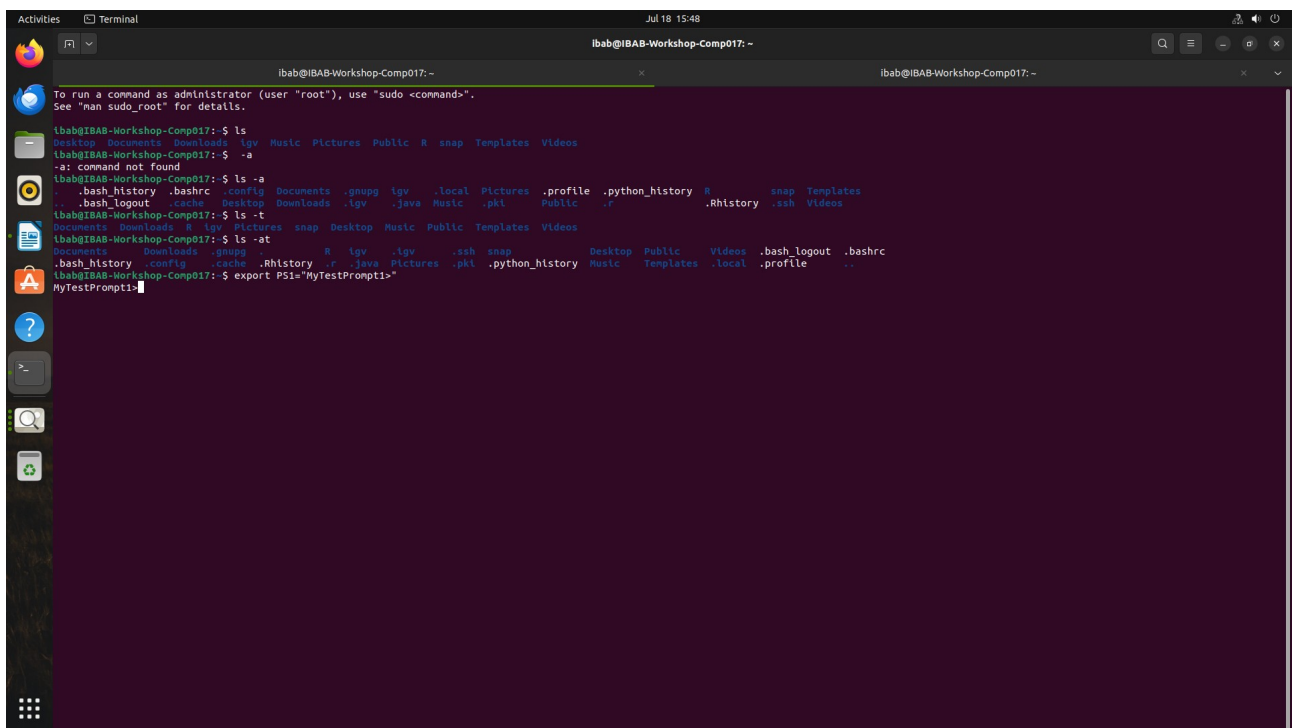 Activities Terminal Jul 18 15:48
ibab@IBAB-Workshop-Comp017: ~
ibab@IBAB-Workshop-Comp017: ~ ibab@IBAB-Workshop-Comp017: ~
To run a command as administrator (user "root"), use "sudo <command>".
See "man sudo_root" for details.
ibab@IBAB-Workshop-Comp017:~$ ls
Desktop Documents Downloads igv Music Pictures Public R snap Templates Videos
ibab@IBAB-Workshop-Comp017:~$ -a
-a: command not found
ibab@IBAB-Workshop-Comp017:~$ ls -a
. .bash_history .bashrc .config Documents .gnupg igv .local Pictures .profile .python_history R snap Templates
.. .bash_logout .cache Desktop Downloads .igv .java Music .pki Public .r .Rhistory .ssh Videos
ibab@IBAB-Workshop-Comp017:~$ ls -t
Documents Downloads R igv Pictures snap Desktop Music Public Templates Videos
ibab@IBAB-Workshop-Comp017:~$ ls -at
Documents Downloads .gnupg . R igv .igv .ssh snap Desktop Public Videos .bash_logout .bashrc
.bash_history .config .cache .Rhistory .r .java Pictures .pki .python_history Music Templates .local .profile ..
ibab@IBAB-Workshop-Comp017:~$ export PS1="MyTestPrompt1>"
MyTestPrompt1>